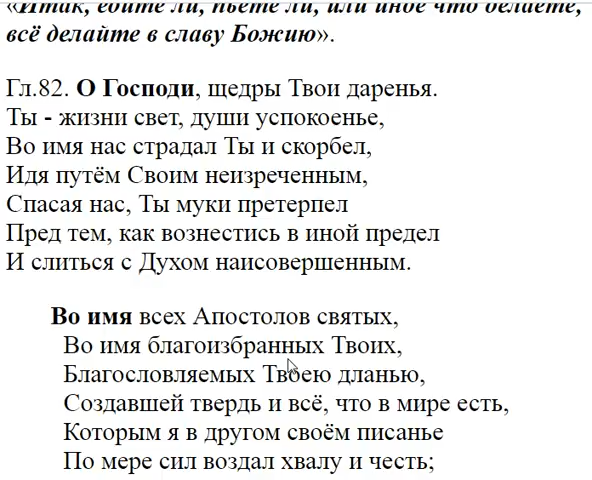 «Итак, едите ли, пьете ли, или иное что делаете,
всё делайте в славу Божию».
Гл.82. О Господи, щедры Твои даренья.
Ты - жизни свет, души успокоенье,
Во имя нас страдал Ты и скорбел,
Идя путём Своим неизреченным,
Спасая нас, Ты муки претерпел
Пред тем, как вознестись в иной предел
И слиться с Духом наисовершенным.
Во имя всех Апостолов святых,
Во имя благоизбранных Твоих,
Благословляемых Твоею дланью,
Создавшей твердь и всё, что в мире есть,
Которым я в другом своём писанье
По мере сил воздал хвалу и честь;